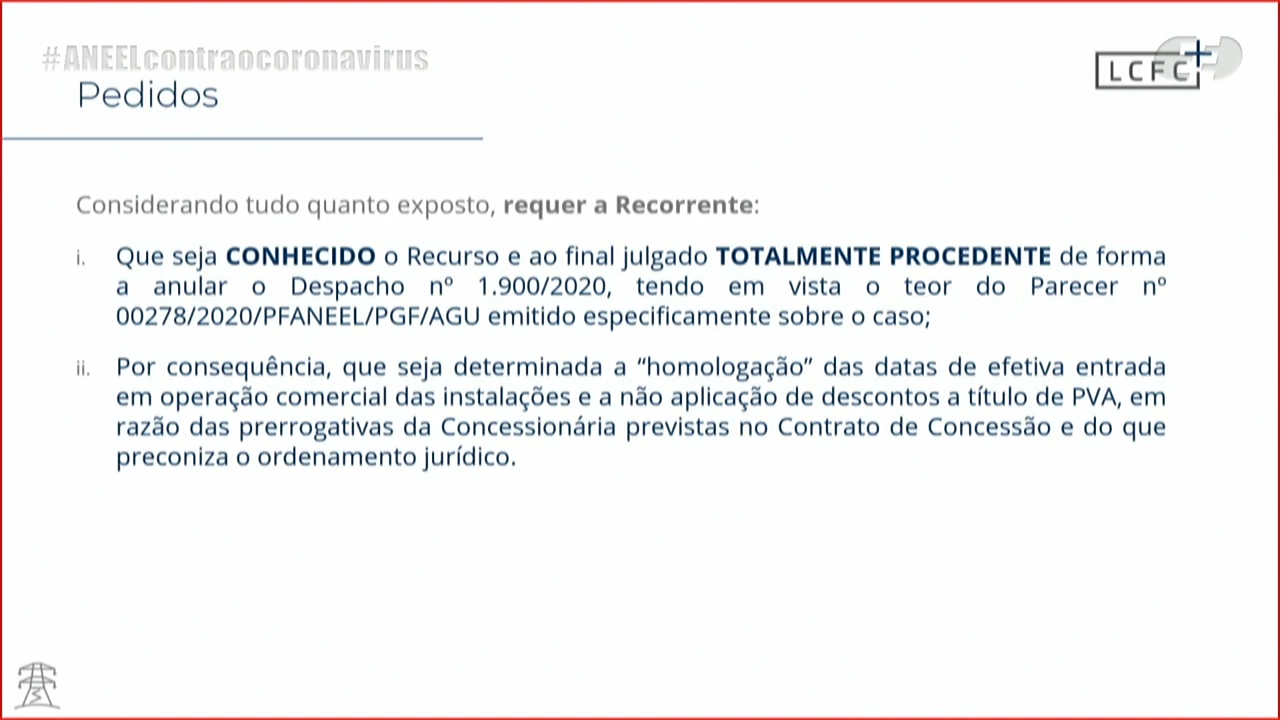 #ANEELcontraocoronavirus
LCFC
Pedidos
Considerando tudo quanto exposto, requer a Recorrente:
i. Que seja CONHECIDO o Recurso e ao final julgado TOTALMENTE PROCEDENTE de forma
a anular o Despacho nº 1.900/2020, tendo em vista o teor do Parecer nº
00278/2020/PFANEEL/PGF/AGU emitido especificamente sobre o caso;
ii. Por consequência, que seja determinada a “homologação” das datas de efetiva entrada
em operação comercial das instalações e a não aplicação de descontos a título de PVA, em
razão das prerrogativas da Concessionária previstas no Contrato de Concessão e do que
preconiza o ordenamento jurídico.